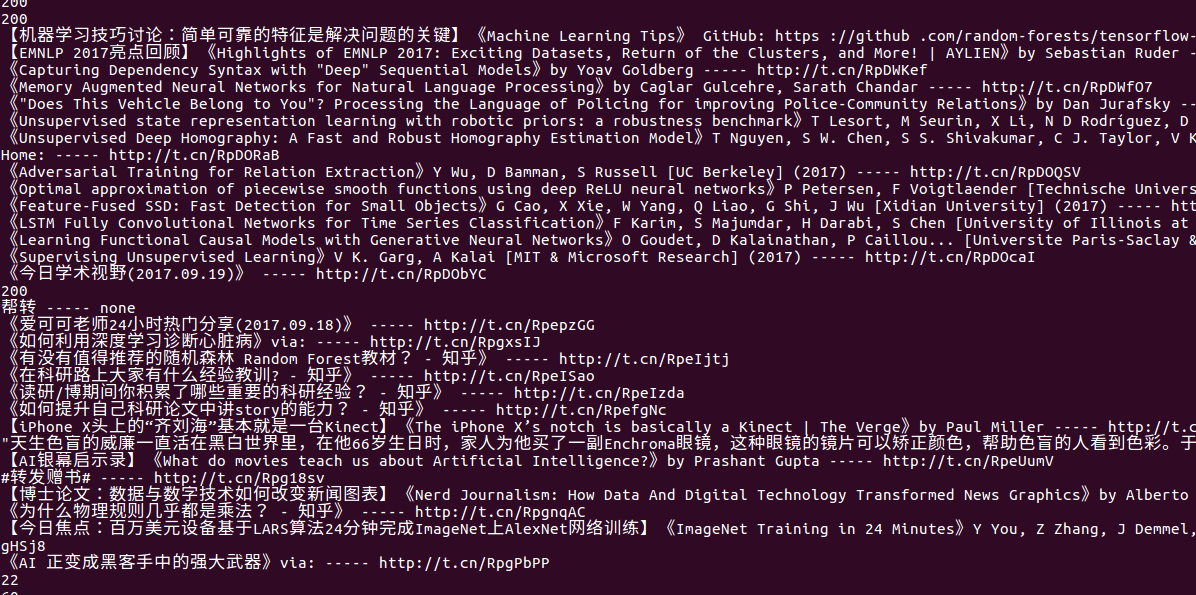 200
200
【机器学习技巧讨论：简单可靠的特征是解决问题的关键】《Machine Learning Tips》 GitHub: https ://github .com/random-forests/tensorflow-
【EMNLP 2017亮点回顾】《Highlights of EMNLP 2017: Exciting Datasets, Return of the Clusters, and More! | AYLIEN》by Sebastian Ruder -
《Capturing Dependency Syntax with "Deep" Sequential Models》by Yoav Goldberg ----- http://t.cn/RpDWKef
《Memory Augmented Neural Networks for Natural Language Processing》by Caglar Gulcehre, Sarath Chandar ----- http://t.cn/RpDWfO7
《"Does This Vehicle Belong to You"? Processing the Language of Policing for improving Police-Community Relations》by Dan Jurafsky --
《Unsupervised state representation learning with robotic priors: a robustness benchmark》T Lesort, M Seurin, X Li, N D Rodríguez, D
《Unsupervised Deep Homography: A Fast and Robust Homography Estimation Model》T Nguyen, S W. Chen, S S. Shivakumar, C J. Taylor, V K
Home: ----- http://t.cn/RpDORaB
《Adversarial Training for Relation Extraction》Y Wu, D Bamman, S Russell [UC Berkeley] (2017) ----- http://t.cn/RpDOQSV
《Optimal approximation of piecewise smooth functions using deep ReLU neural networks》P Petersen, F Voigtlaender [Technische Univers
《Feature-Fused SSD: Fast Detection for Small Objects》G Cao, X Xie, W Yang, Q Liao, G Shi, J Wu [Xidian University] (2017) ----- htt
《LSTM Fully Convolutional Networks for Time Series Classification》F Karim, S Majumdar, H Darabi, S Chen [University of Illinois at
《Learning Functional Causal Models with Generative Neural Networks》O Goudet, D Kalainathan, P Caillou... [Universite Paris-Saclay &
《Supervising Unsupervised Learning》V K. Garg, A Kalai [MIT & Microsoft Research] (2017) ----- http://t.cn/RpDOcaI
《今日学术视野(2017.09.19)》 ----- http://t.cn/RpDObYC
200
帮转 ----- none
《爱可可老师24小时热门分享(2017.09.18)》 ----- http://t.cn/RpepzGG
《如何利用深度学习诊断心脏病》via: ----- http://t.cn/RpgxsIJ
《有没有值得推荐的随机森林 Random Forest教材？ - 知乎》 ----- http://t.cn/RpeIjtj
《在科研路上大家有什么经验教训? - 知乎》 ----- http://t.cn/RpeISao
《读研/博期间你积累了哪些重要的科研经验？ - 知乎》 ----- http://t.cn/RpeIzda
《如何提升自己科研论文中讲story的能力？ - 知乎》 ----- http://t.cn/RpefgNc
【iPhone X头上的“齐刘海”基本就是一台Kinect】《The iPhone X’s notch is basically a Kinect | The Verge》by Paul Miller ----- http://t.c
"天生色盲的威廉一直活在黑白世界里，在他66岁生日时，家人为他买了一副Enchroma眼镜，这种眼镜的镜片可以矫正颜色，帮助色盲的人看到色彩。于
【AI银幕启示录】《What do movies teach us about Artificial Intelligence?》by Prashant Gupta ----- http://t.cn/RpeUumV
#转发赠书# ----- http://t.cn/Rpg18sv
【博士论文：数据与数字技术如何改变新闻图表】《Nerd Journalism: How Data And Digital Technology Transformed News Graphics》by Alberto
《为什么物理规则几乎都是乘法？ - 知乎》 ----- http://t.cn/RpgnqAC
【今日焦点：百万美元设备基于LARS算法24分钟完成ImageNet上AlexNet网络训练】《ImageNet Training in 24 Minutes》Y You, Z Zhang, J Demmel,
gHSj8
《AI 正变成黑客手中的强大武器》via: ----- http://t.cn/RpgPbPP
22